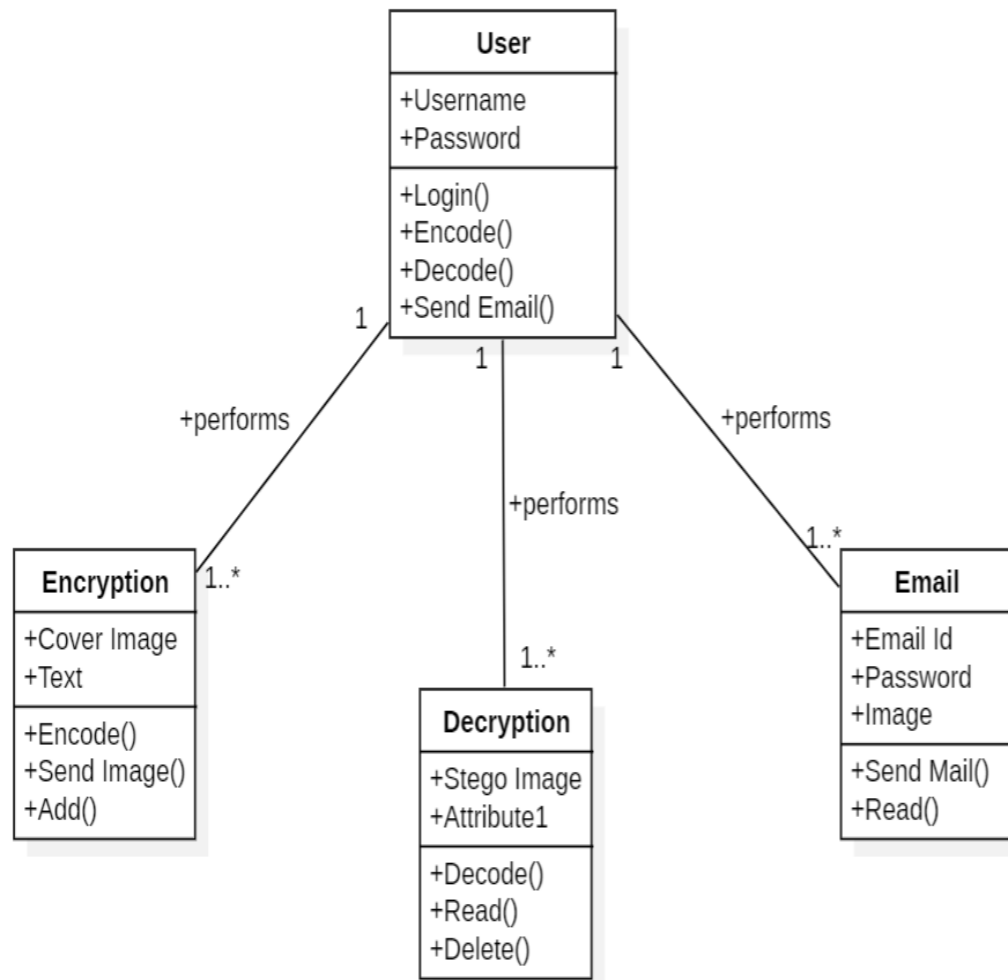 User
+Username
+Password
+Login()
+Encode()
+Decode()
+Send Email()
1
1
1
+performs
+performs
+performs
1..*
1..*
1..*
Encryption
+Cover Image
+Text
+Encode()
+Send Image()
+Add()
Decryption
+Stego Image
+Attribute1
+Decode()
+Read()
+Delete()
Email
+Email Id
+Password
+Image
+Send Mail()
+Read()